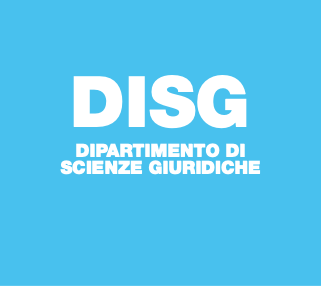 DISG
DIPARTIMENTO DI
SCIENZE GIURIDICHE